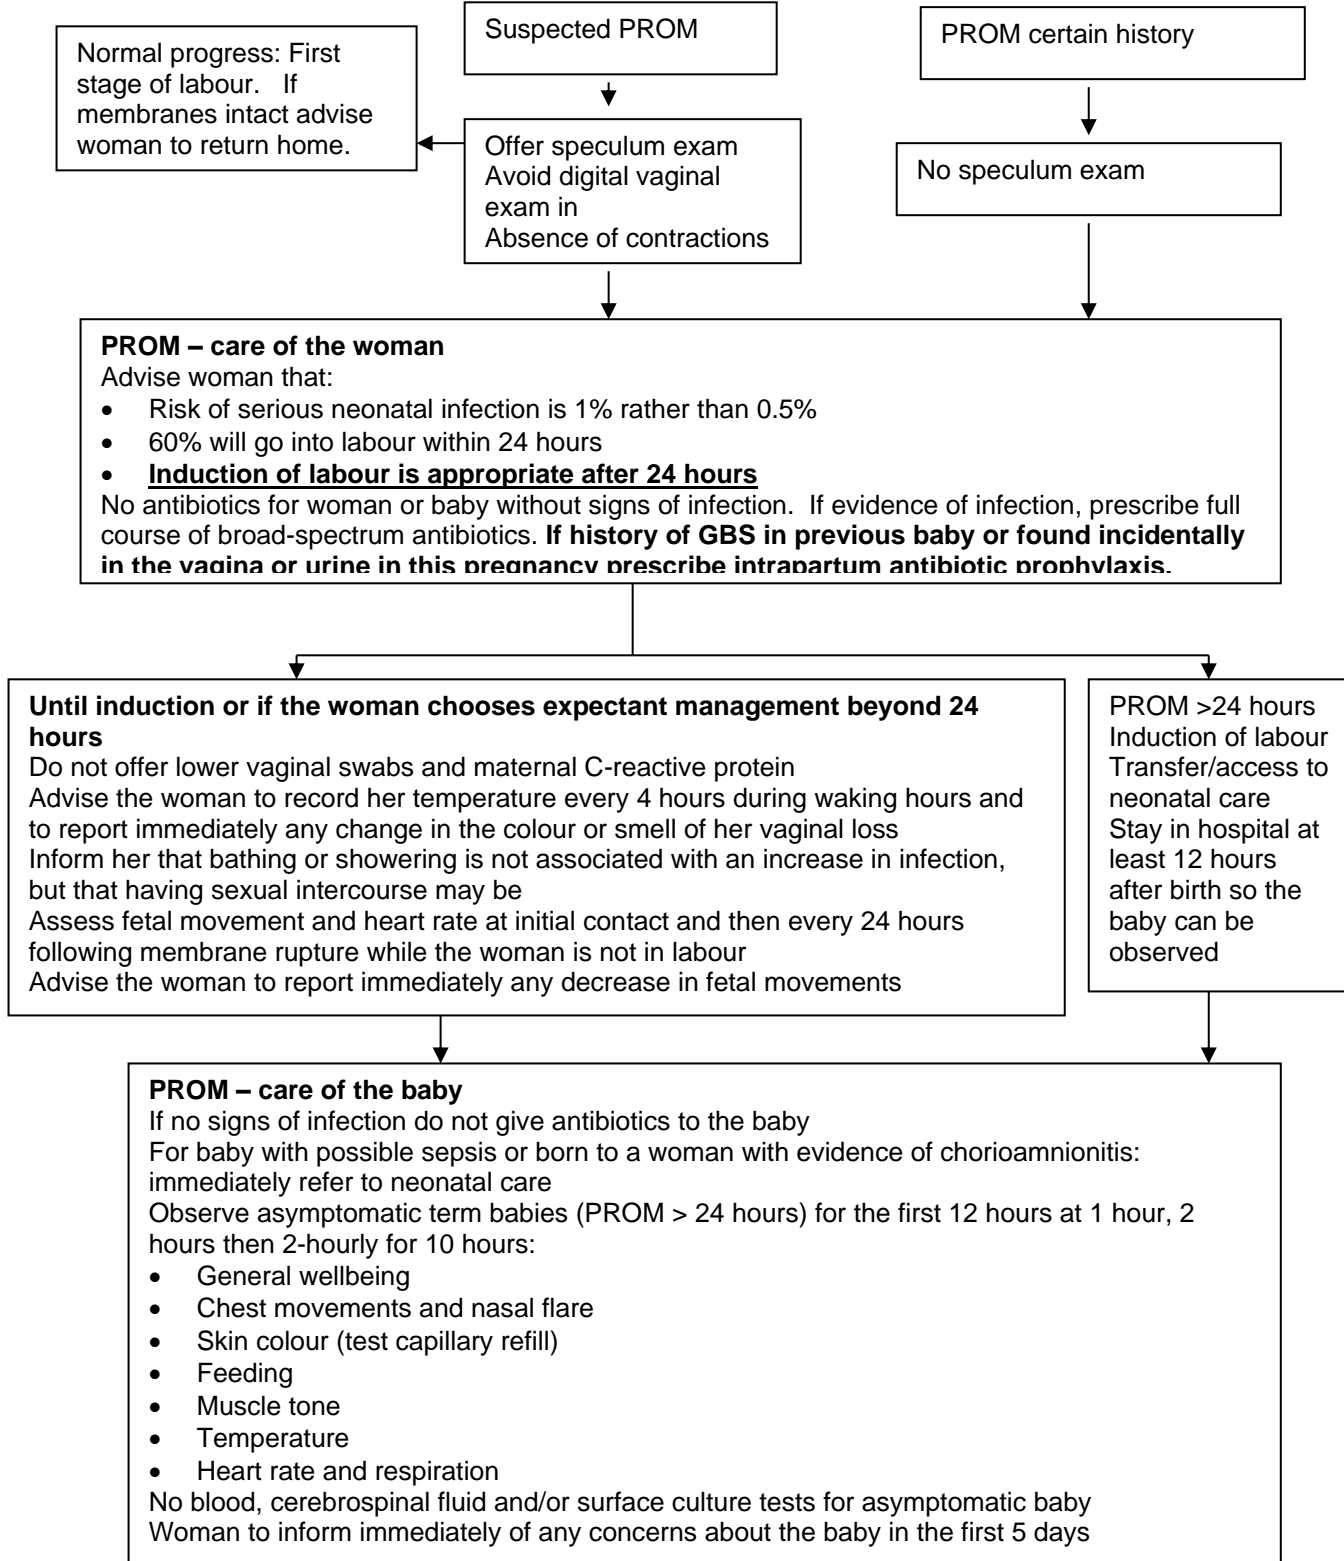 Normal progress: First
stage of labour.   If
membranes intact advise
woman to return home.
Suspected PROM
PROM certain history
Offer speculum exam
Avoid digital vaginal
exam in
Absence of contractions
No speculum exam
PROM – care of the woman
Advise woman that:
• Risk of serious neonatal infection is 1% rather than 0.5%
• 60% will go into labour within 24 hours
• Induction of labour is appropriate after 24 hours
No antibiotics for woman or baby without signs of infection.  If evidence of infection, prescribe full
course of broad-spectrum antibiotics. If history of GBS in previous baby or found incidentally
in the vagina or urine in this pregnancy prescribe intrapartum antibiotic prophylaxis.
Until induction or if the woman chooses expectant management beyond 24
hours
Do not offer lower vaginal swabs and maternal C-reactive protein
Advise the woman to record her temperature every 4 hours during waking hours and
to report immediately any change in the colour or smell of her vaginal loss
Inform her that bathing or showering is not associated with an increase in infection,
but that having sexual intercourse may be
Assess fetal movement and heart rate at initial contact and then every 24 hours
following membrane rupture while the woman is not in labour
Advise the woman to report immediately any decrease in fetal movements
PROM >24 hours
Induction of labour
Transfer/access to
neonatal care
Stay in hospital at
least 12 hours
after birth so the
baby can be
observed
PROM – care of the baby
If no signs of infection do not give antibiotics to the baby
For baby with possible sepsis or born to a woman with evidence of chorioamnionitis:
immediately refer to neonatal care
Observe asymptomatic term babies (PROM > 24 hours) for the first 12 hours at 1 hour, 2
hours then 2-hourly for 10 hours:
• General wellbeing
• Chest movements and nasal flare
• Skin colour (test capillary refill)
• Feeding
• Muscle tone
• Temperature
• Heart rate and respiration
No blood, cerebrospinal fluid and/or surface culture tests for asymptomatic baby
Woman to inform immediately of any concerns about the baby in the first 5 days